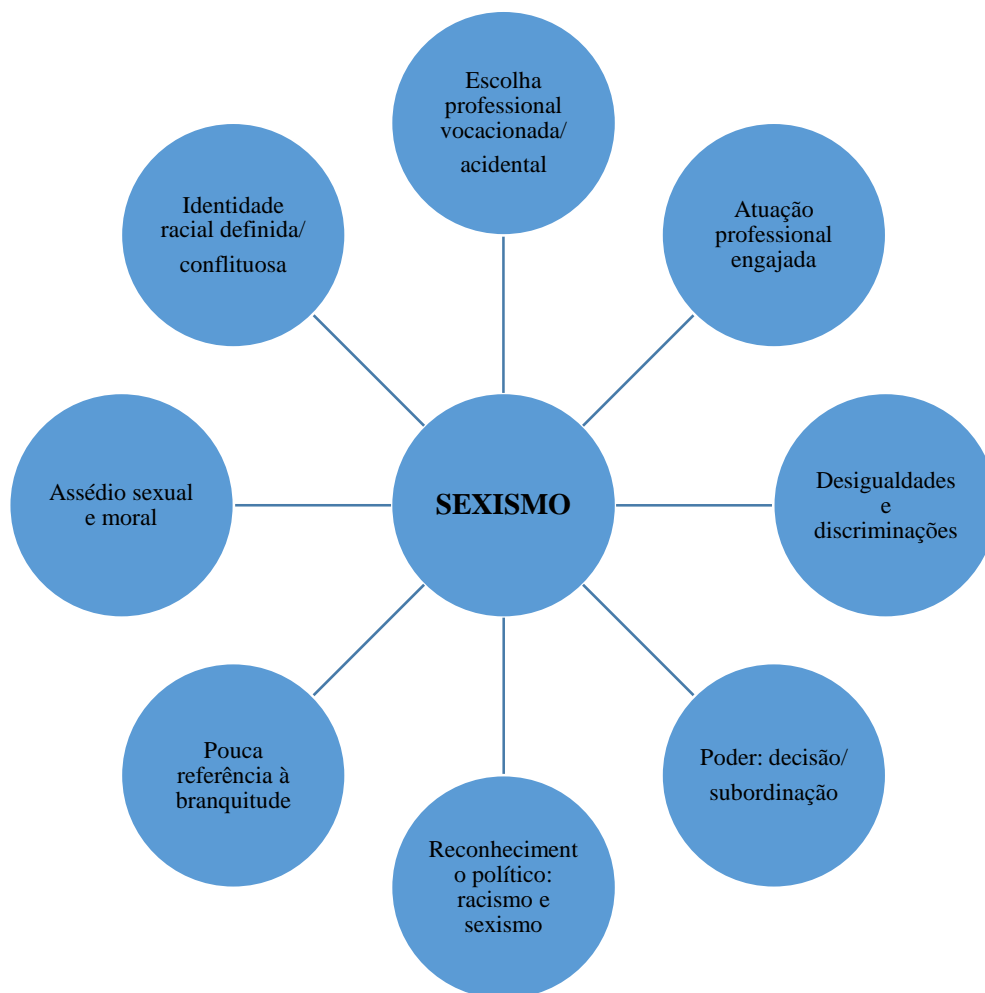 Escolha
professional
vocacionada/
acidental
Atuação
professional
engajada
Desigualdades
e
discriminações
Poder: decisão/
subordinação
Reconheciment
o político:
racismo e
sexismo
Pouca
referência à
branquitude
Assédio sexual
e moral
Identidade
racial definida/
conflituosa
SEXISMO